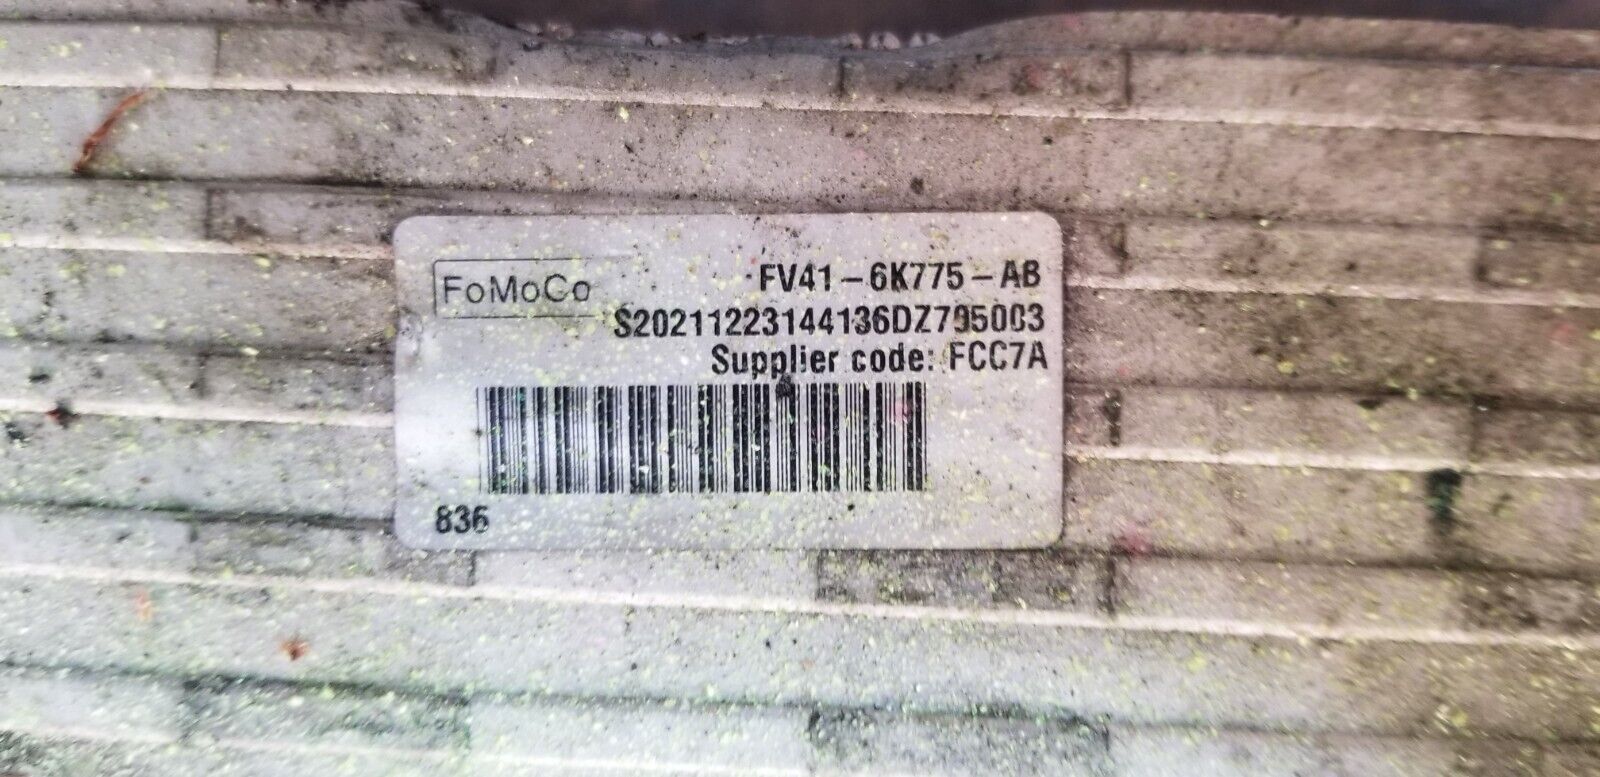 FoMoCo
FV41-6K775-AB
S20211223144136DZ795003
Supplier code: FCC7A
836